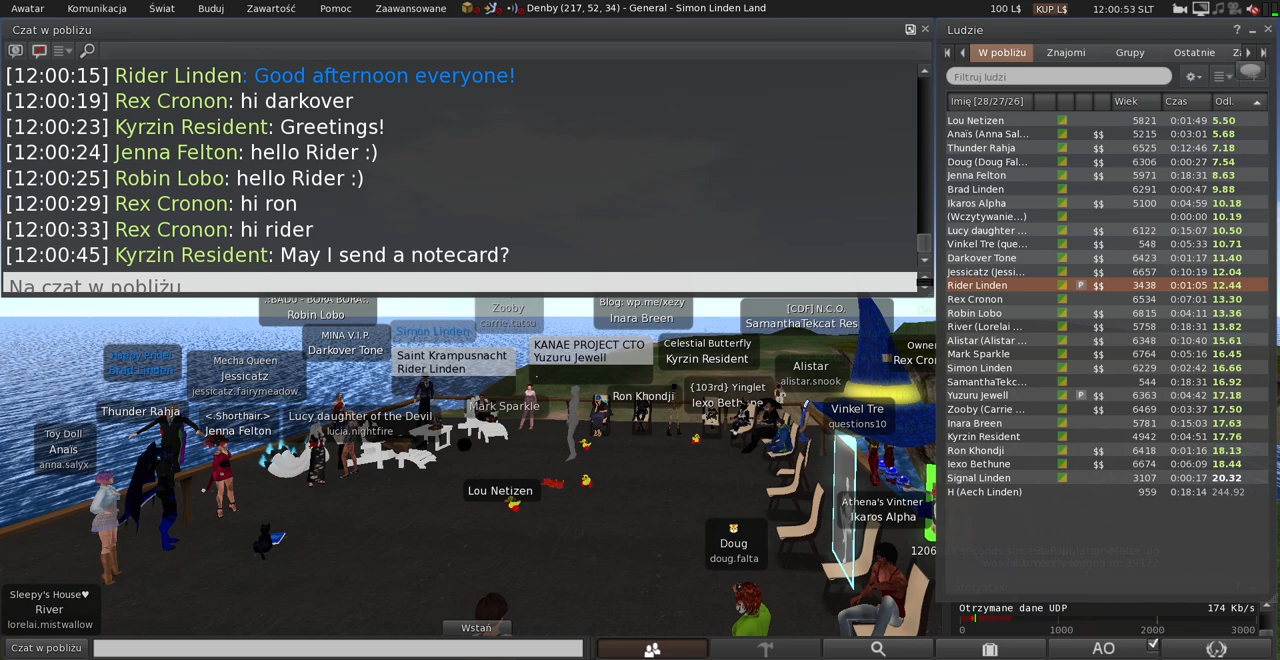 Awatar Komunikacja Świat Buduj Zawartość Pomoc Zaawansowane Denby (217, 52, 34) - General - Simon Linden Land 100 L$ KUP L$ 12:00:53 SLT
Czat w pobliżu
[12:00:15] Rider Linden: Good afternoon everyone!
[12:00:19] Rex Cronon: hi darkover
[12:00:23] Kyrzin Resident: Greetings!
[12:00:24] Jenna Felton: hello Rider :)
[12:00:25] Robin Lobo: hello Rider :)
[12:00:29] Rex Cronon: hi ron
[12:00:33] Rex Cronon: hi rider
[12:00:45] Kyrzin Resident: May I send a notecard?
Na czat w pobliżu
.:BADU - BORA BORA:.
Robin Lobo
Zooby
carrie.tatsu
Blog: wp.me/xezy
Inara Breen
[CDF] N.C.O.
SamanthaTekcat Res
MINA V.I.P.
Darkover Tone
Simon Linden
Saint Krampusnacht
Rider Linden
KANAE PROJECT CTO
Yuzuru Jewell
Celestial Butterfly
Kyrzin Resident
Owner
Rex Cron
Happy Pride!
Brad Linden
Mecha Queen
Jessicatz
jessicatz.fairymeadow
Alistar
alistar.snook
{103rd} Yinglet
Iexo Bethune
Ron Khondji
Mark Sparkle
Vinkel Tre
questions10
Thunder Rahja
<.Shorthair.>
Jenna Felton
Lucy daughter of the Devil
lucia.nightfire
Toy Doll
Anais
anna.salyx
Lou Netizen
Athena's Vintner
Ikaros Alpha
Doug
doug.falta
1206
Sleepy's House♥
River
lorelai.mistwallow
Wstań
Czat w pobliżu
AO
Ludzie
W pobliżu Znajomi Grupy Ostatnie
Filtruj ludzi
Imię [28/27/26] Wiek Czas Odl.
Lou Netizen 5821 0:01:49 5.50
Anaïs (Anna Sal... $$ 5215 0:03:01 5.68
Thunder Rahja $$ 6525 0:12:46 7.18
Doug (Doug Fal... $$ 6306 0:00:27 7.54
Jenna Felton $$ 5971 0:18:31 8.63
Brad Linden 6291 0:00:47 9.88
Ikaros Alpha $$ 5100 0:04:59 10.18
(Wczytywanie...) 0:00:00 10.19
Lucy daughter ... $$ 6122 0:15:07 10.50
Vinkel Tre (que... $$ 548 0:05:33 10.71
Darkover Tone $$ 6423 0:01:17 11.40
Jessicatz (Jessi... $$ 6657 0:10:19 12.04
Rider Linden P $$ 3438 0:01:05 12.44
Rex Cronon 6534 0:07:01 13.30
Robin Lobo $$ 6815 0:04:11 13.36
River (Lorelai ... $$ 5758 0:18:31 13.82
Alistar (Alistar ... $$ 6348 0:10:40 15.61
Mark Sparkle $$ 6764 0:05:16 16.45
Simon Linden $$ 6229 0:02:42 16.66
SamanthaTekc... 544 0:18:31 16.92
Yuzuru Jewell P $$ 6363 0:04:42 17.18
Zooby (Carrie ... $$ 6469 0:03:37 17.50
Inara Breen 5781 0:15:03 17.63
Kyrzin Resident 4942 0:04:51 17.76
Ron Khondji $$ 6418 0:01:16 18.13
Iexo Bethune $$ 6674 0:06:09 18.44
Signal Linden 3107 0:00:17 20.32
H (Aech Linden) 959 0:18:14 244.92
Otrzymane dane UDP 174 Kb/s
0 1000 2000 3000